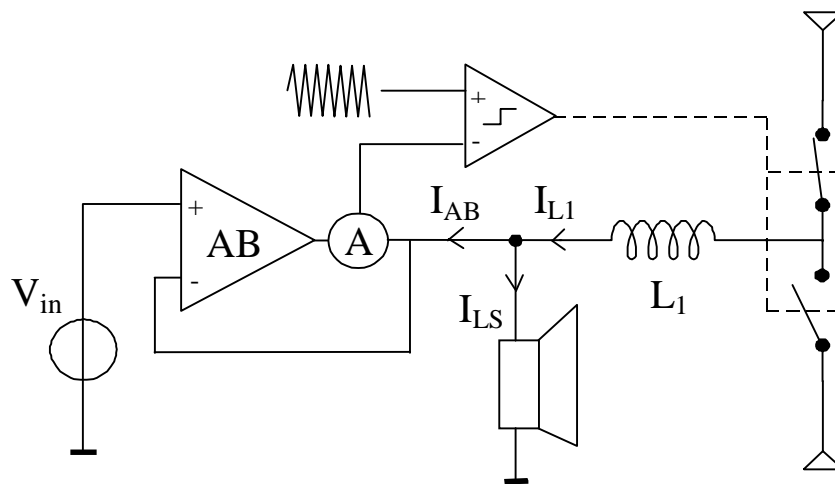 +
-
I_AB
I_L1
+
AB
A
-
V_in
I_LS
L_1